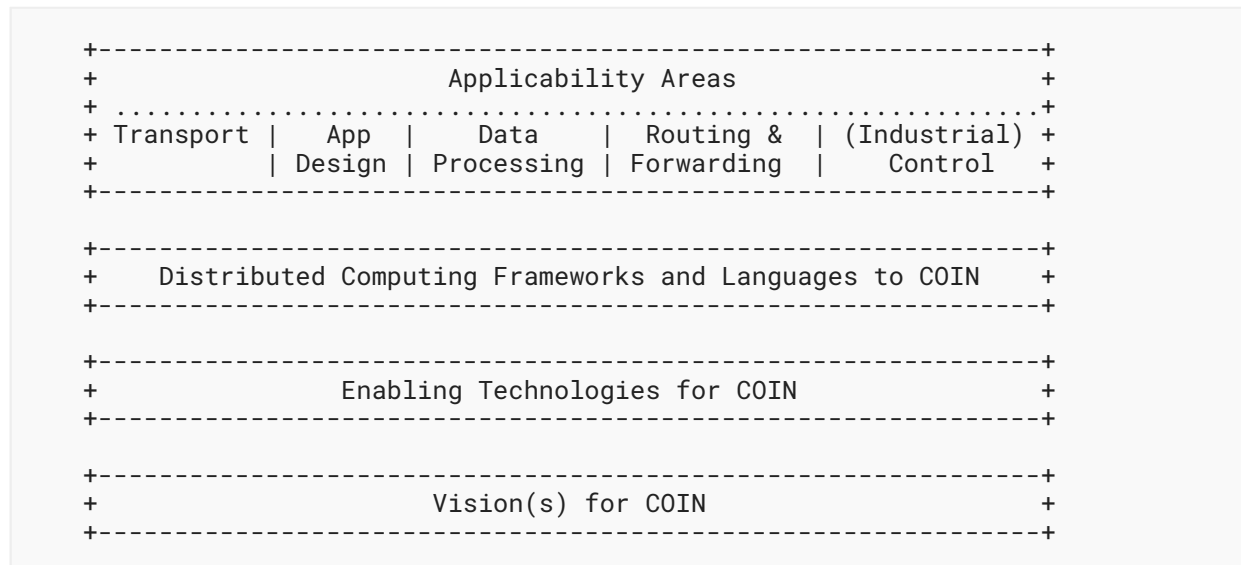 +---------------------------------------------------------------+
+                       Applicability Areas                     +
+ ..............................................................+
+ Transport |   App  |    Data    |  Routing &  | (Industrial) +
+           | Design | Processing | Forwarding  |    Control   +
+---------------------------------------------------------------+
+---------------------------------------------------------------+
+    Distributed Computing Frameworks and Languages to COIN     +
+---------------------------------------------------------------+
+---------------------------------------------------------------+
+                Enabling Technologies for COIN                 +
+---------------------------------------------------------------+
+---------------------------------------------------------------+
+                      Vision(s) for COIN                       +
+---------------------------------------------------------------+